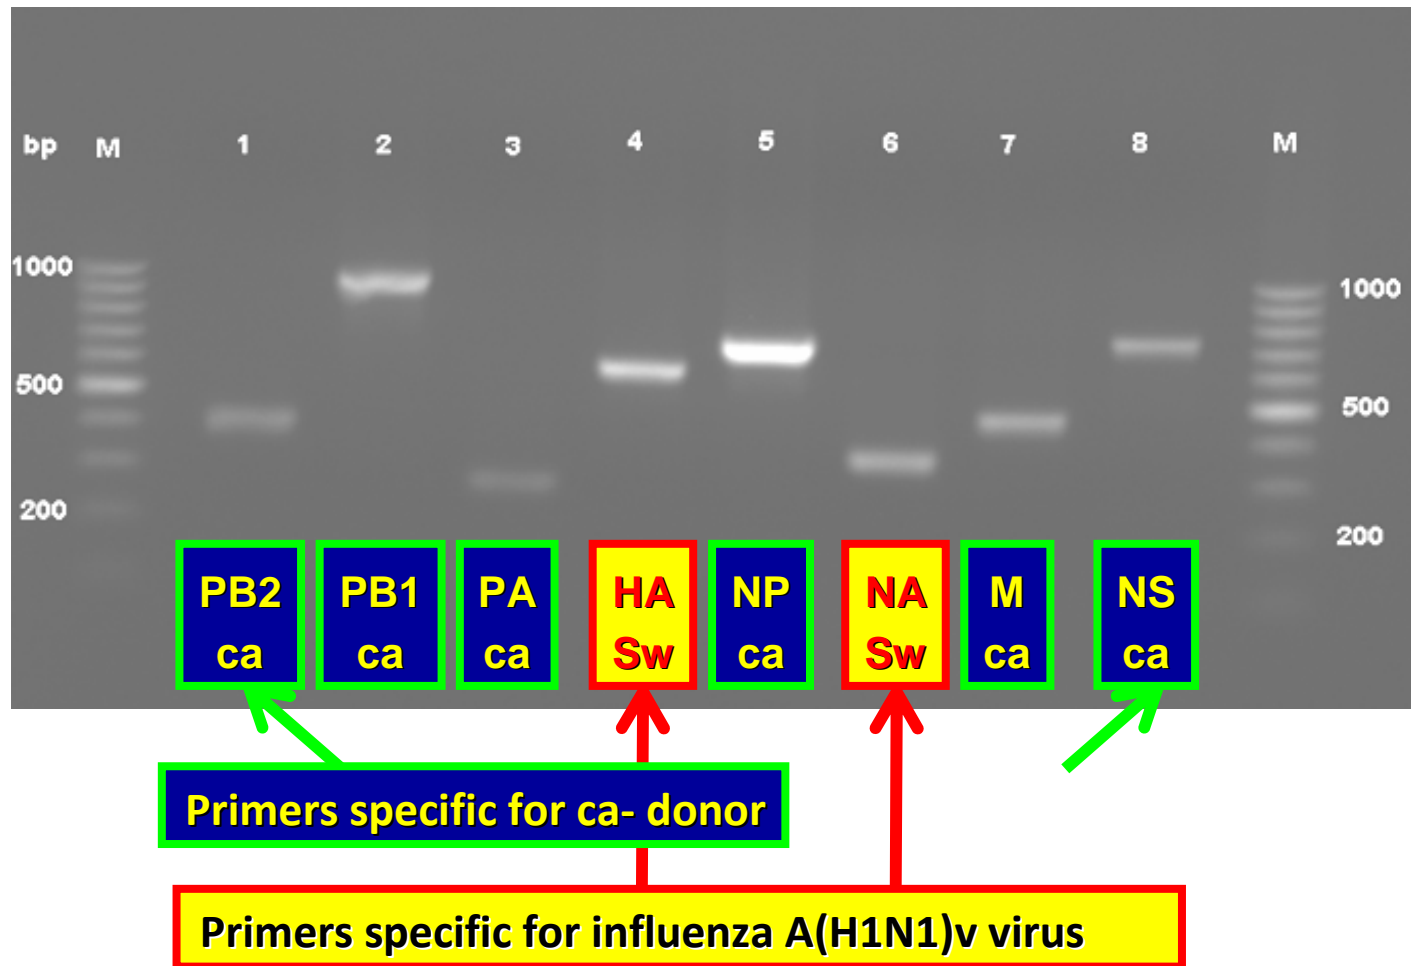 bp M 1 2 3 4 5 6 7 8 M
1000 1000
500 500
200 200
PB2 PB1 PA HA NP NA M NS
ca ca ca Sw ca Sw ca ca
Primers specific for ca- donor
Primers specific for influenza A(H1N1)v virus